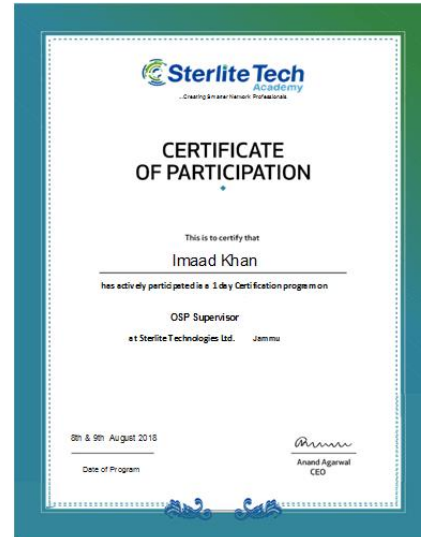 Sterlite Tech
Academy
..Creating Smarter Network Professionals
CERTIFICATE
OF PARTICIPATION
This is to certify that
Imaad Khan
has actively participated is a 1 day Certification program on
OSP Supervisor
at Sterlite Technologies Ltd. Jammu
8th & 9th August 2018
Date of Program
Anand Agarwal
CEO